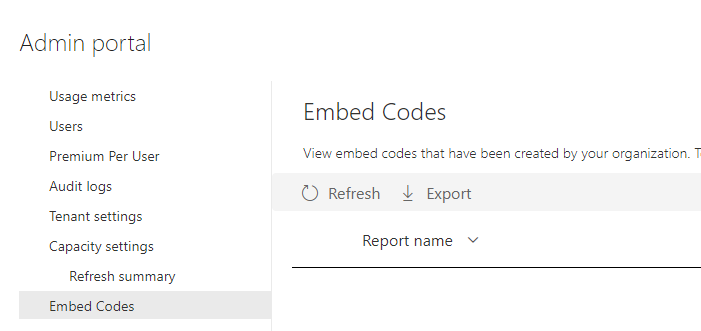 Admin portal
Usage metrics
Users
Premium Per User
Audit logs
Tenant settings
Capacity settings
Refresh summary
Embed Codes
Embed Codes
View embed codes that have been created by your organization.
Refresh
Export
Report name